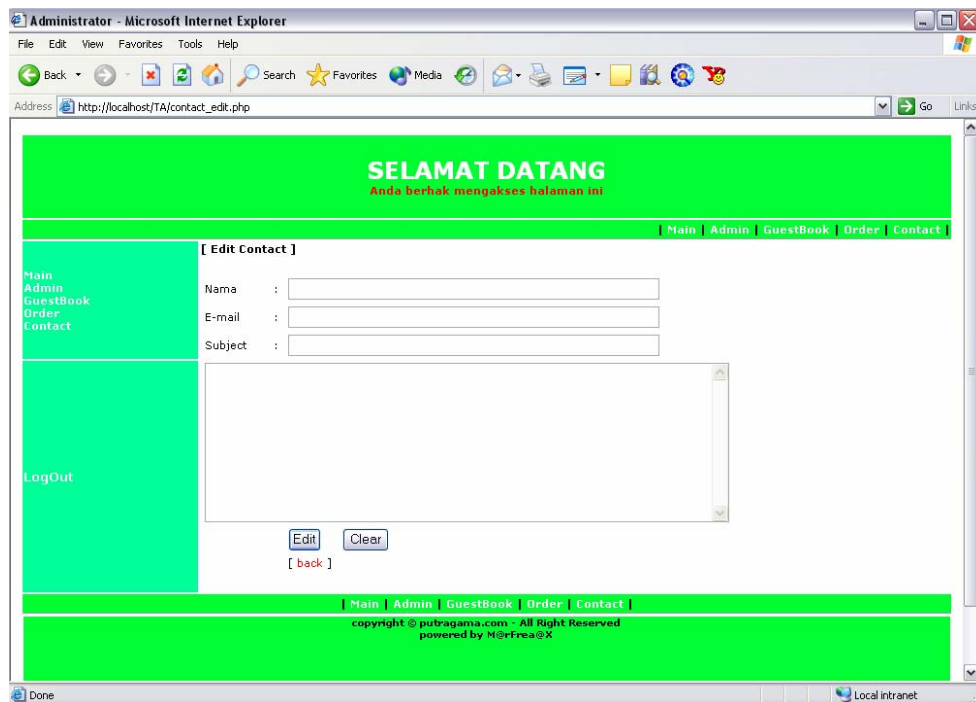 Administrator - Microsoft Internet Explorer
File Edit View Favorites Tools Help
Back Search Favorites Media
Address http://localhost/TA/contact_edit.php Go Links
SELAMAT DATANG
Anda berhak mengakses halaman ini
| Main | Admin | GuestBook | Order | Contact |
[ Edit Contact ]
Main
Admin
GuestBook
Order
Contact
Nama :
E-mail :
Subject :
LogOut
Edit Clear
[ back ]
| Main | Admin | GuestBook | Order | Contact |
copyright © putragama.com - All Right Reserved
powered by M@rFrea@X
Done Local intranet